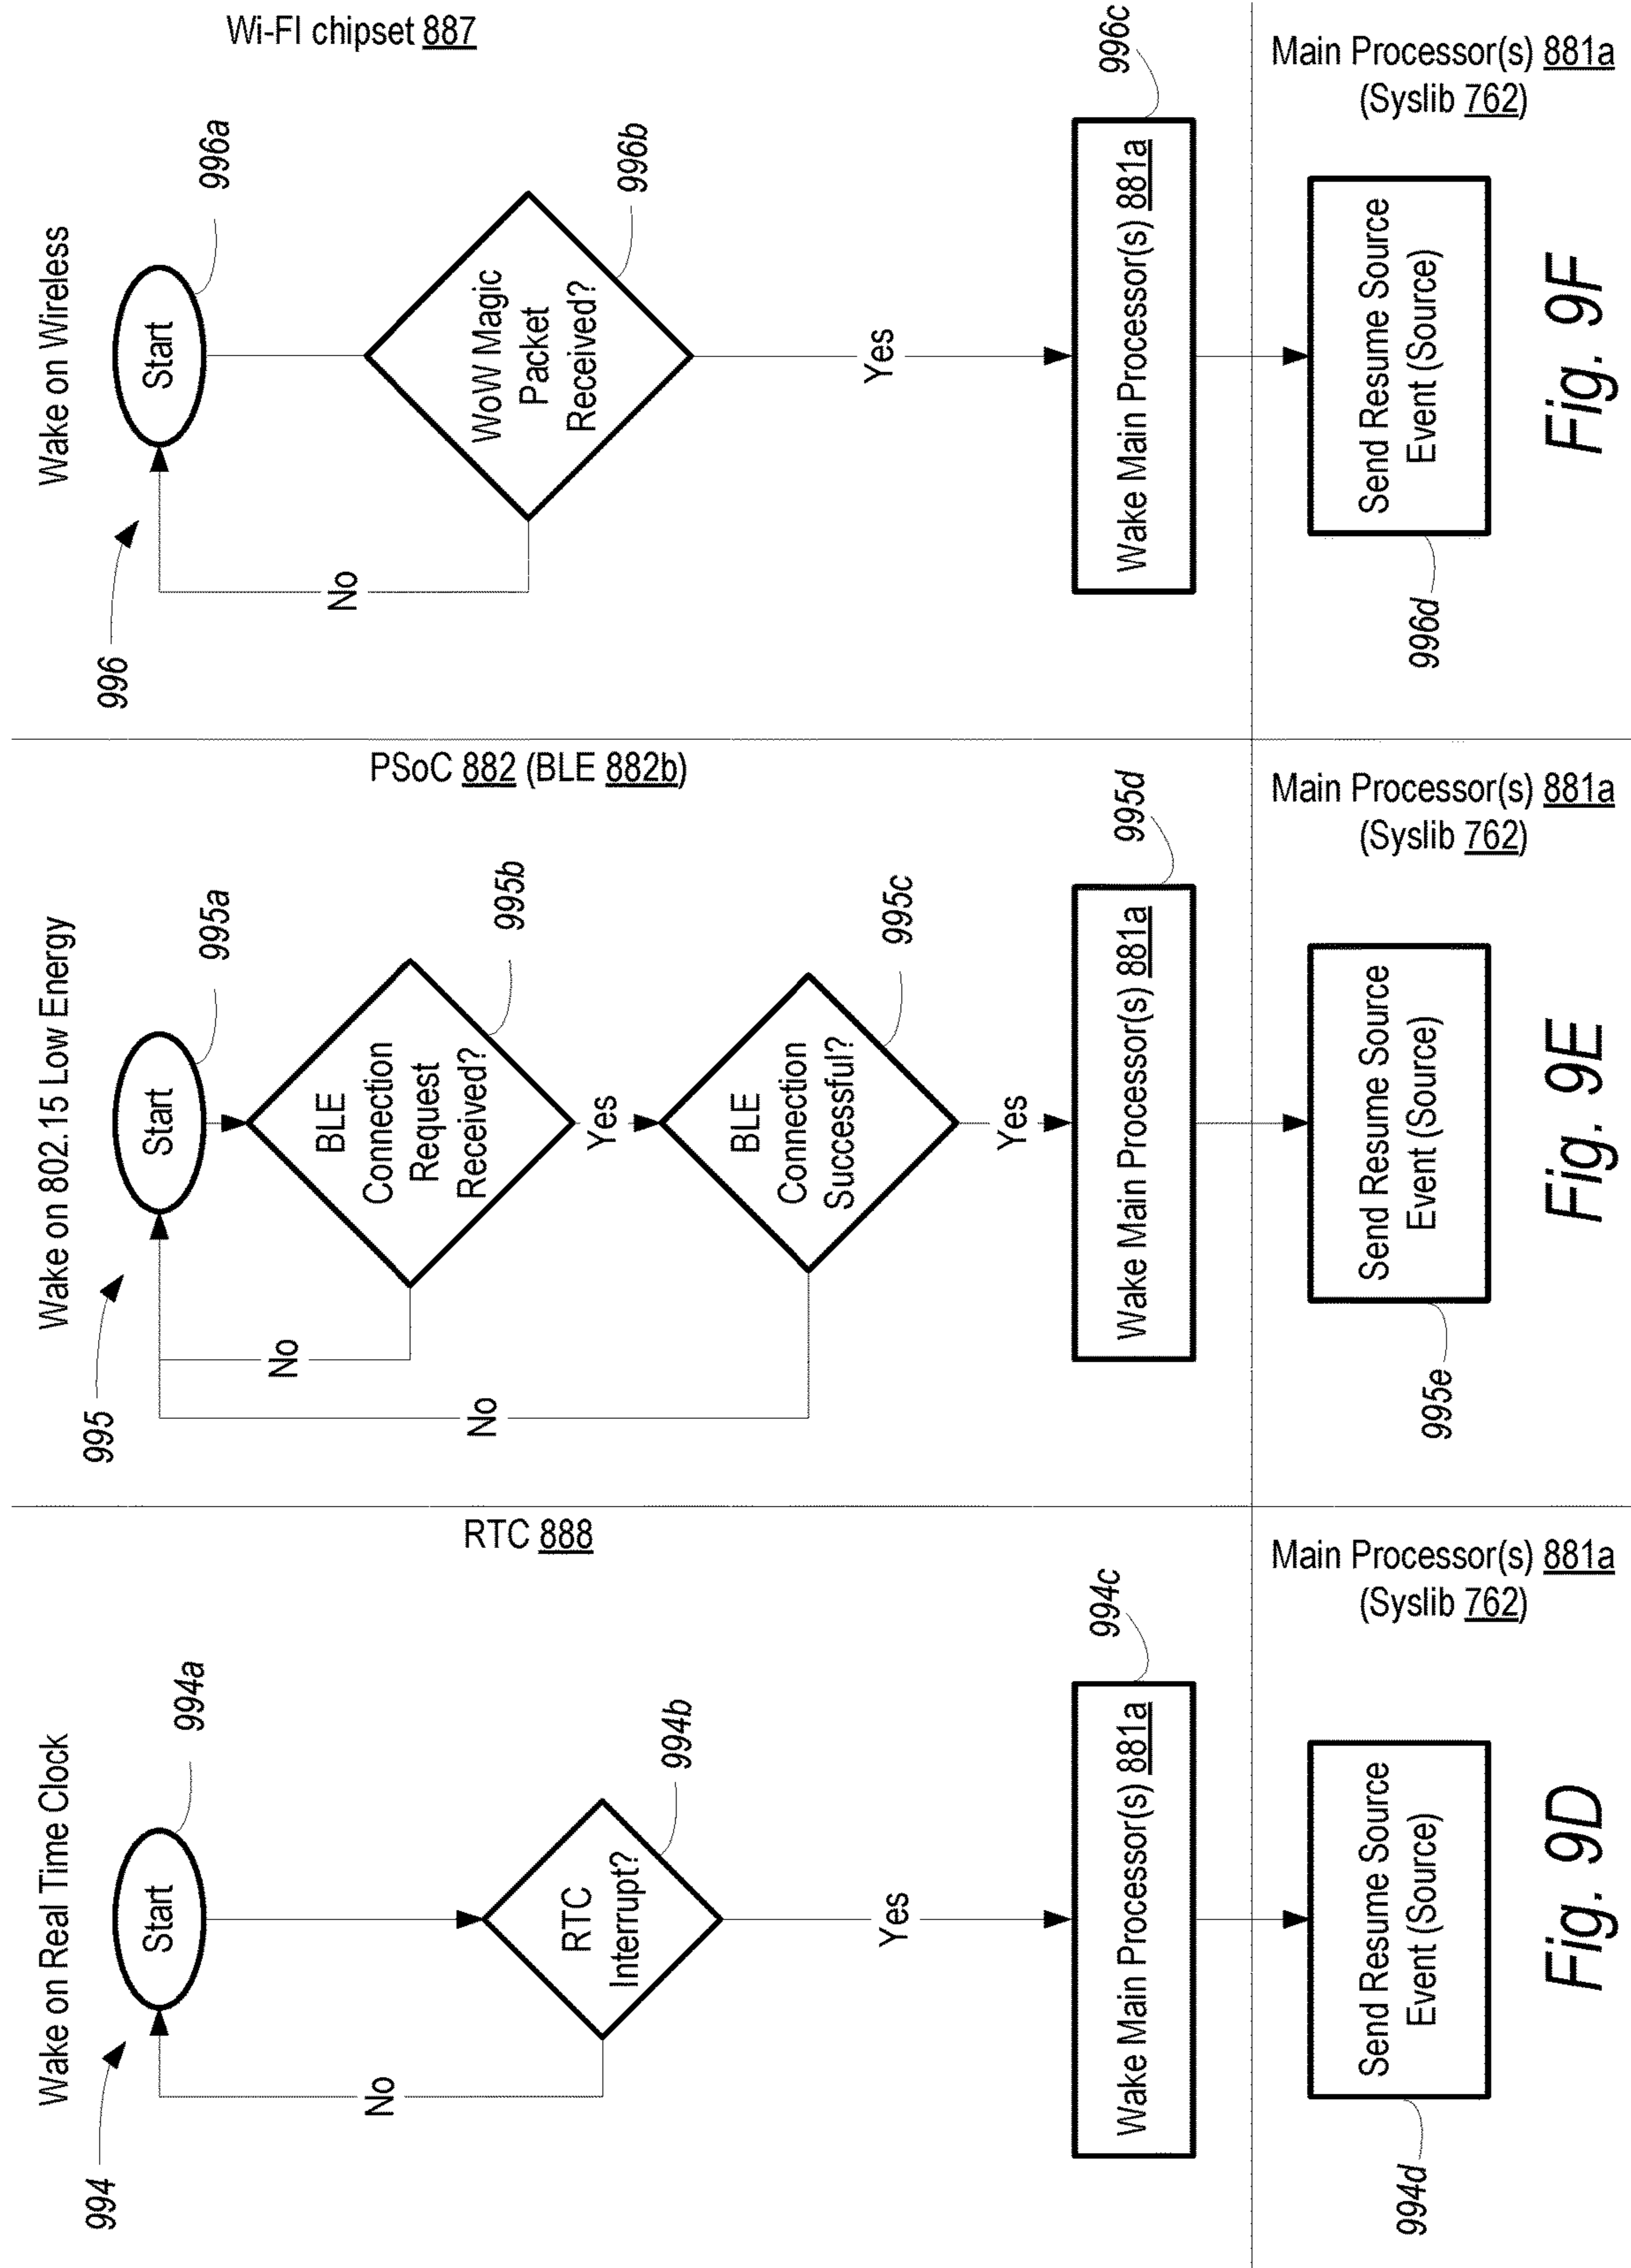 Wake on Real Time Clock
994
Start
994a
RTC 888
RTC
Interrupt?
994b
No
Yes
Wake Main Processor(s) 881a
994c
Main Processor(s) 881a
(Syslib 762)
Send Resume Source
Event (Source)
994d
Fig. 9D
Wake on 802.15 Low Energy
995
Start
995a
PSoC 882 (BLE 882b)
BLE
Connection
Request
Received?
995b
No
Yes
BLE
Connection
Successful?
995c
No
Yes
Wake Main Processor(s) 881a
995d
Main Processor(s) 881a
(Syslib 762)
Send Resume Source
Event (Source)
995e
Fig. 9E
Wake on Wireless
996
Start
996a
Wi-FI chipset 887
WoW Magic
Packet
Received?
996b
No
Yes
Wake Main Processor(s) 881a
996c
Main Processor(s) 881a
(Syslib 762)
Send Resume Source
Event (Source)
996d
Fig. 9F